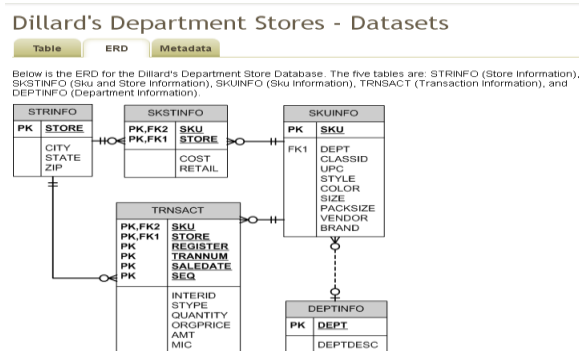 Dillard's Department Stores - Datasets
Table ERD Metadata
Below is the ERD for the Dillard's Department Store Database. The five tables are: STRINFO (Store Information),
SKSTINFO (Sku and Store Information), SKUINFO (Sku Information), TRNSACT (Transaction Information), and
DEPTINFO (Department Information).
STRINFO
PK STORE
CITY
STATE
ZIP
SKSTINFO
PK,FK2 SKU
PK,FK1 STORE
COST
RETAIL
SKUINFO
PK SKU
FK1 DEPT
CLASSID
UPC
STYLE
COLOR
SIZE
PACKSIZE
VENDOR
BRAND
TRNSACT
PK,FK2 SKU
PK,FK1 STORE
PK REGISTER
PK TRANNUM
PK SALEDATE
PK SEQ
INTERID
STYPE
QUANTITY
ORGPRICE
AMT
MIC
DEPTINFO
PK DEPT
DEPTDESC